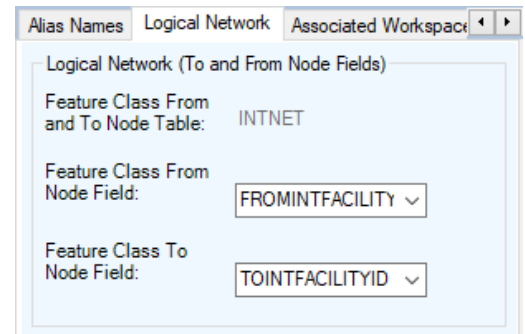 Alias Names Logical Network Associated Workspace
Logical Network (To and From Node Fields)
Feature Class From
and To Node Table: INTNET
Feature Class From
Node Field: FROMINTFACILITY
Feature Class To
Node Field: TOINTFACILITYID